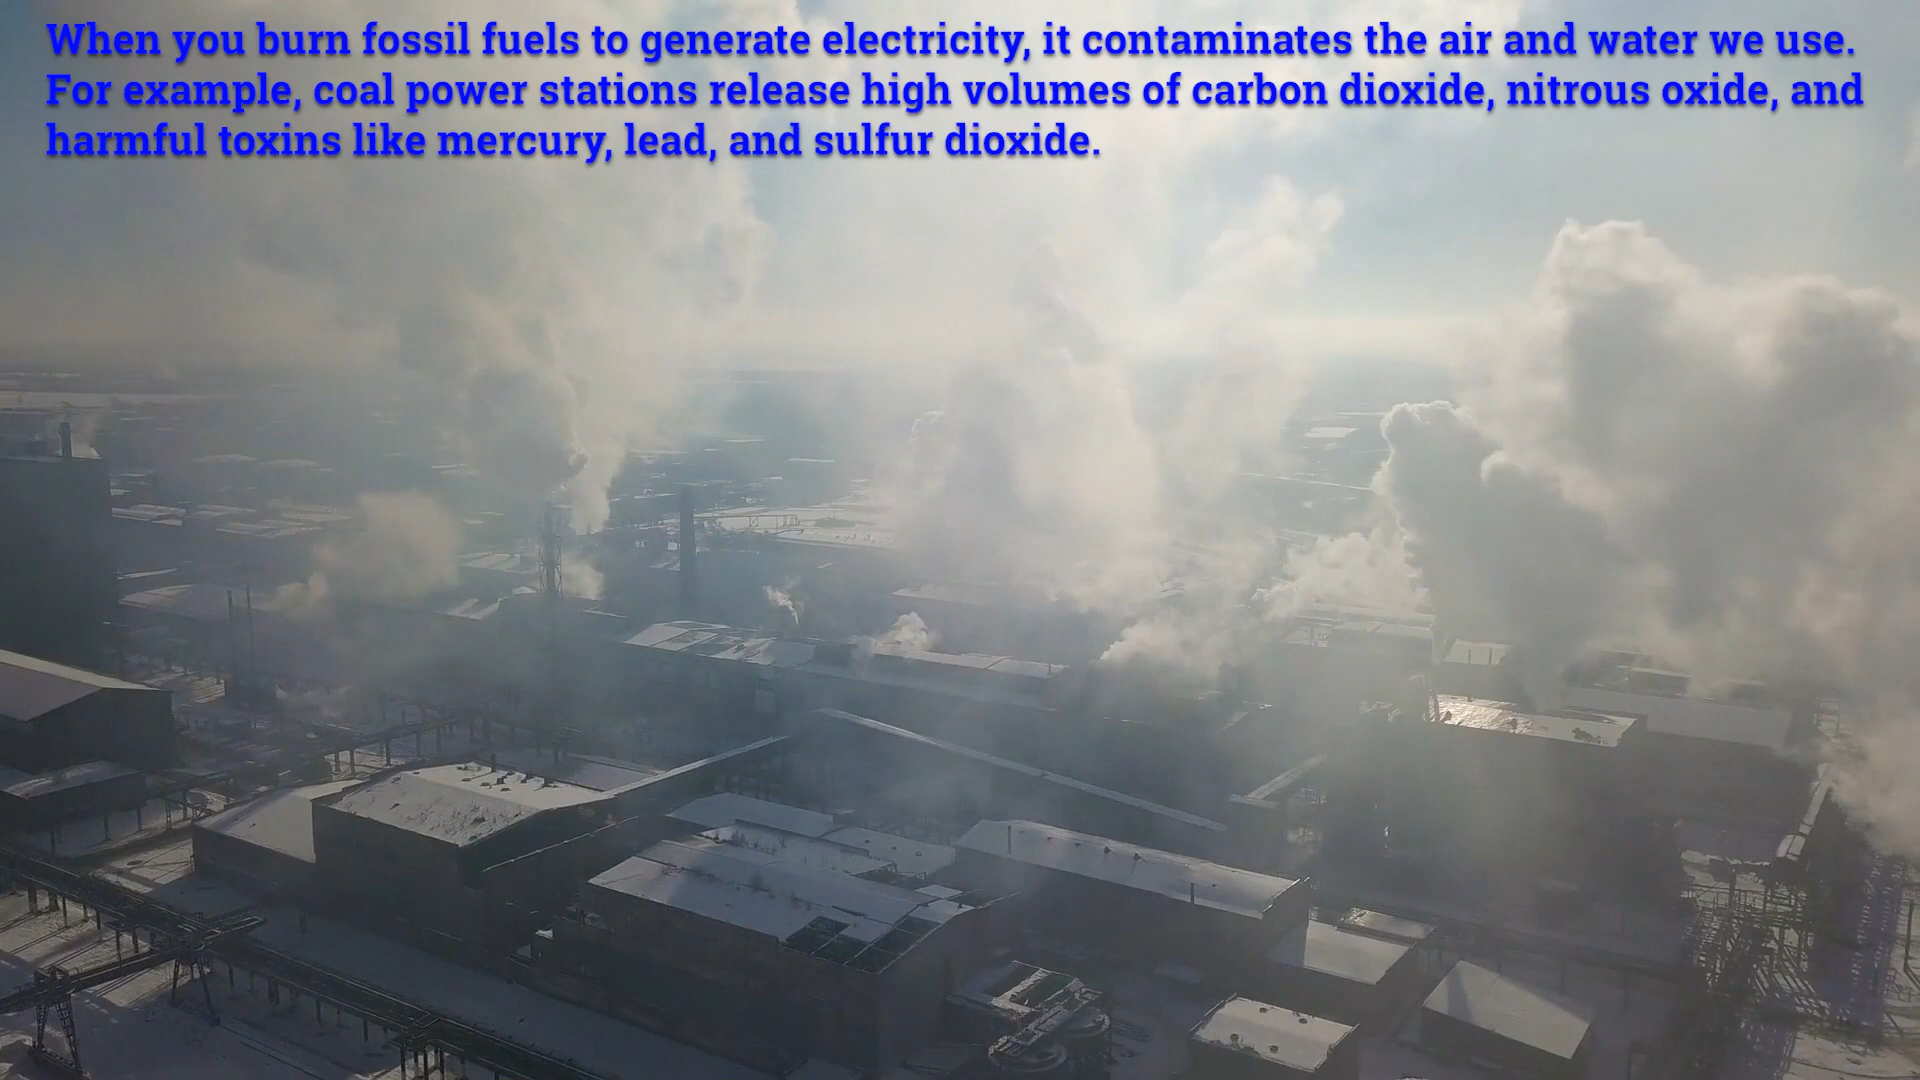 When you burn fossil fuels to generate electricity, it contaminates the air and water we use.
For example, coal power stations release high volumes of carbon dioxide, nitrous oxide, and
harmful toxins like mercury, lead, and sulfur dioxide.